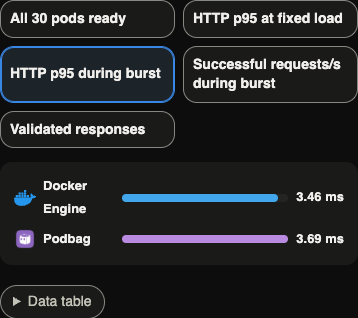 All 30 pods ready
HTTP p95 at fixed load
HTTP p95 during burst
Successful requests/s
during burst
Validated responses
Docker
Engine
3.46 ms
Podbag
3.69 ms
Data table